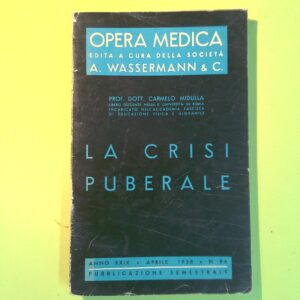 OPERA MEDICA
EDITA A CURA DELLA SOCIETÀ
A. WASSERMANN & C.
PROF. DOTT. CARMELO MIDULLA
LIBERO DOCENTE NELLA R. UNIVERSITÀ DI ROMA
INCARICATO NELL'ACCADEMIA FASCISTA
DI EDUCAZIONE FISICA E GIOVANILE
LA CRISI
PUBERALE
ANNO XXIX • APRILE 1938 • N. 86
PUBBLICAZIONE SEMESTRALE